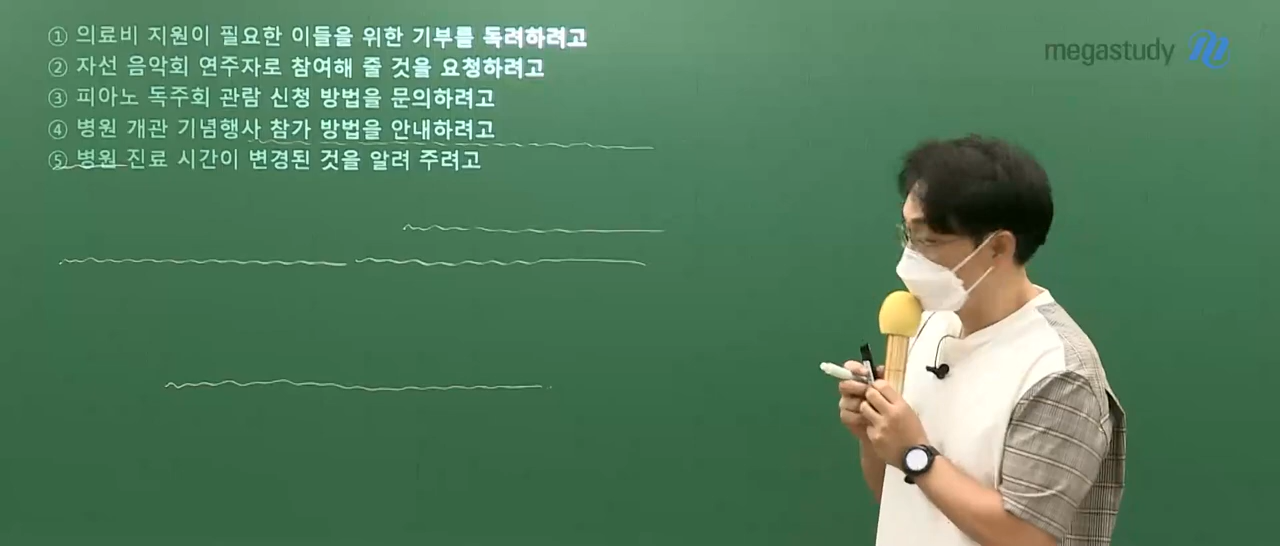 ① 의료비 지원이 필요한 이들을 위한 기부를 독려하려고
② 자선 음악회 연주자로 참여해 줄 것을 요청하려고
③ 피아노 독주회 관람 신청 방법을 문의하려고
④ 병원 개관 기념행사 참가 방법을 안내하려고
⑤ 병원 진료 시간이 변경된 것을 알려 주려고
megastudy